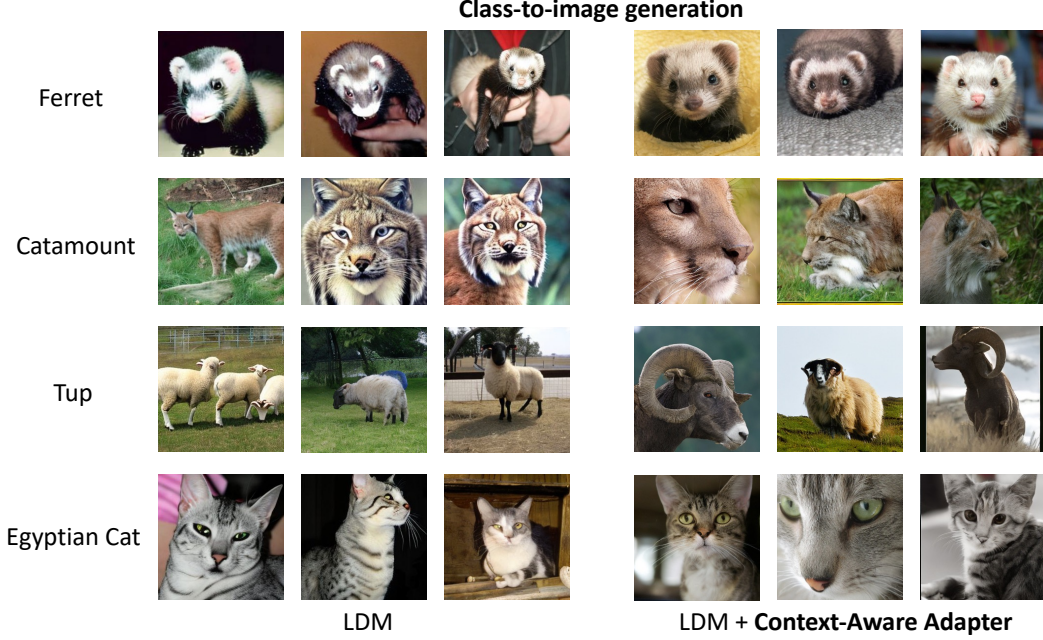 Class-to-image generation
Ferret
Catamount
Tup
Egyptian Cat
LDM
LDM + Context-Aware Adapter